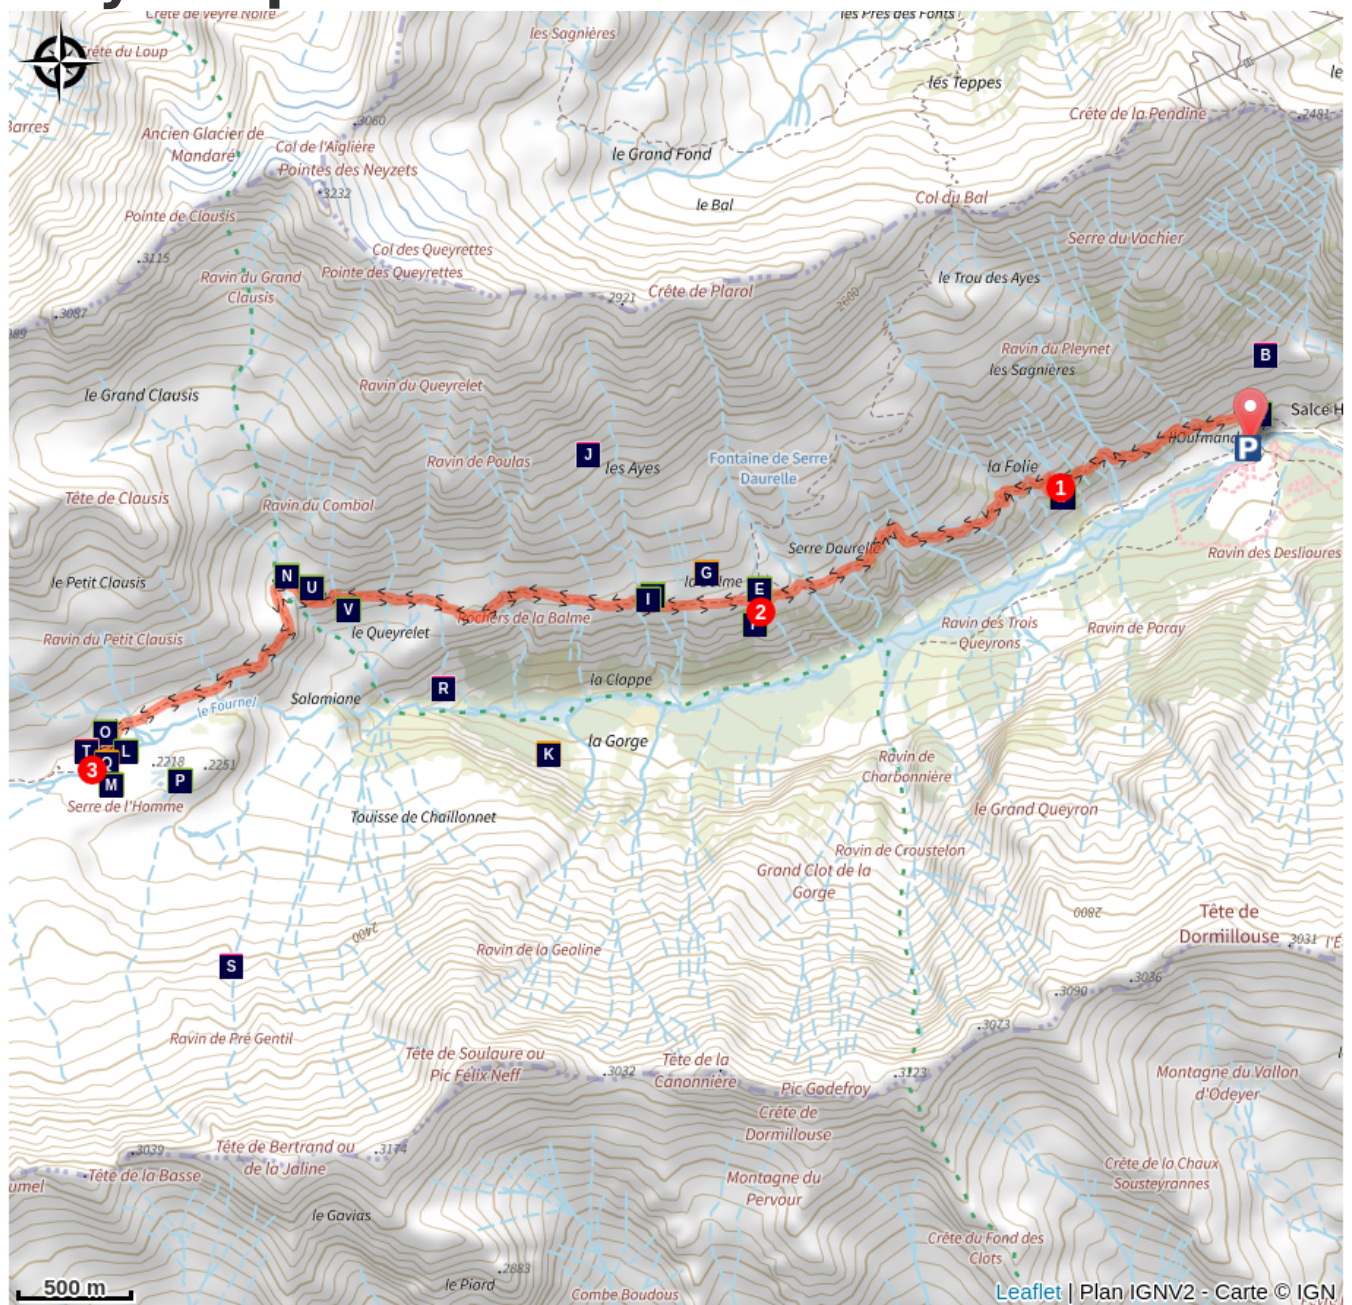 Crête de Veyre Noire
les Prés des Fonts
les Sagnières
Crête du Loup
les Teppes
le
Barres
3060
Crête de la Pendine
2481
Ancien Glacier de
Mandaré
Col de l'Aiglière
le Grand Fond
Pointes des Neyzets
3232
Col du Bal
le Bal
Pointe de Clausis
Serre du Vachier
Col des Queyrettes
3115
Pointe des Queyrettes
Ravin du Grand
Clausis
le Trou des Ayes
Crête de Plarol
2921
2600
3087
Ravin du Pleynet
B
les Sagnières
Ravin du Queyrelet
le Grand Clausis
Salce H
P
la Folie
J
les Ayes
Ravin de Poulas
Fontaine de Serre
Daurelle
1
Tête de Clausis
Ravin du Combal
Serre Daurelle
Ravin des Deslioures
le Petit Clausis
N
U
V
I
G
E
2
Rochers de la Balme
le Queyrelet
Ravin du Petit Clausis
Ravin des Trois
Queyrons
Ravin de Paray
la Clappe
R
Salamione
le Fournel
O
T
L
3
M
P
2218
2251
la Gorge
K
Ravin de
Charbonnière
Serre de l'Homme
Touisse de Chaillonnet
le Grand Queyron
Ravin de Croustelon
Grand Clot de la
Gorge
2400
2800
Tête de
Dormillouse
3031
Ravin de la Gealine
S
3036
3090
3073
Ravin de Pré Gentil
Tête de Soulaure ou
Pic Félix Neff
3032
Tête de la
Canonnière
Pic Godefroy
3123
Montagne du Vallon
d'Odeyer
Crête de
Dormillouse
3039
Tête de Bertrand ou
de la Jaline
3174
Tête de la Basse
Montagne du
Pervour
Crête de la Chaux
Sousteyrannes
le Gavias
Crête du Fond des
Clots
2883
le Piord
Combe Boudous
500 m
Leaflet | Plan IGNV2 - Carte © IGN